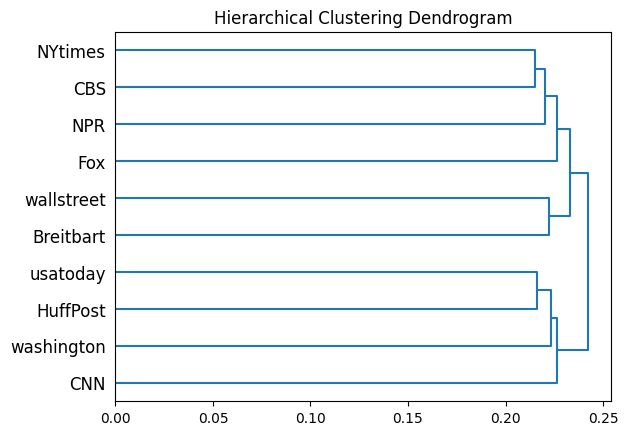 Hierarchical Clustering Dendrogram
NYtimes
CBS
NPR
Fox
wallstreet
Breitbart
usatoday
HuffPost
washington
CNN
0.00 0.05 0.10 0.15 0.20 0.25